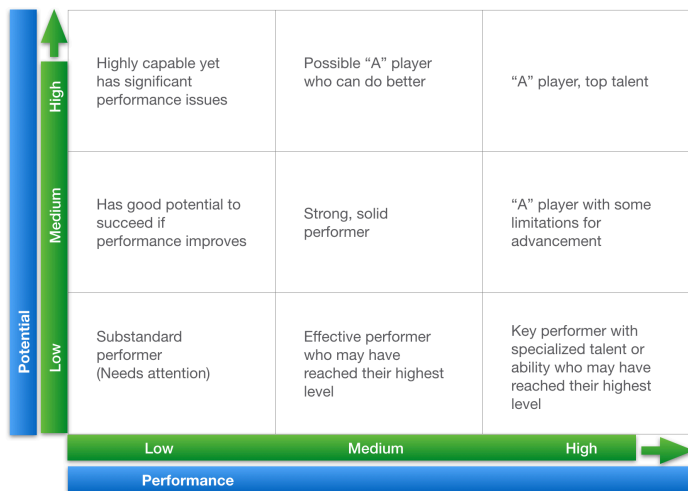 Highly capable yet
has significant
performance issues
Possible “A” player
who can do better
“A” player, top talent
Has good potential to
succeed if
performance improves
Strong, solid
performer
“A” player with some
limitations for
advancement
Substandard
performer
(Needs attention)
Effective performer
who may have
reached their highest
level
Key performer with
specialized talent or
ability who may have
reached their highest
level
Potential
High
Medium
Low
Low
Medium
High
Performance